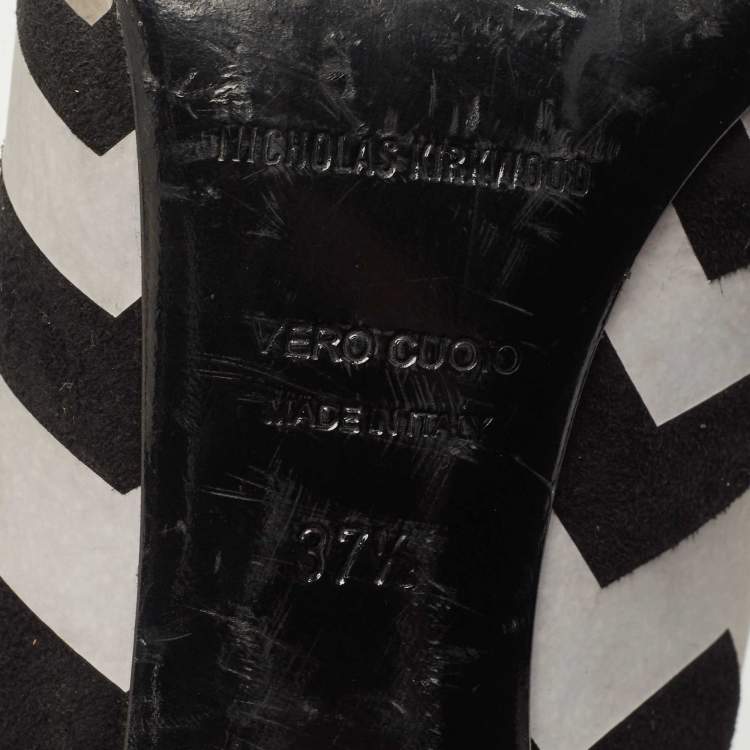 NICHOLAS KIRKWOOD
VERO CUOIO
MADE IN ITALY
37½